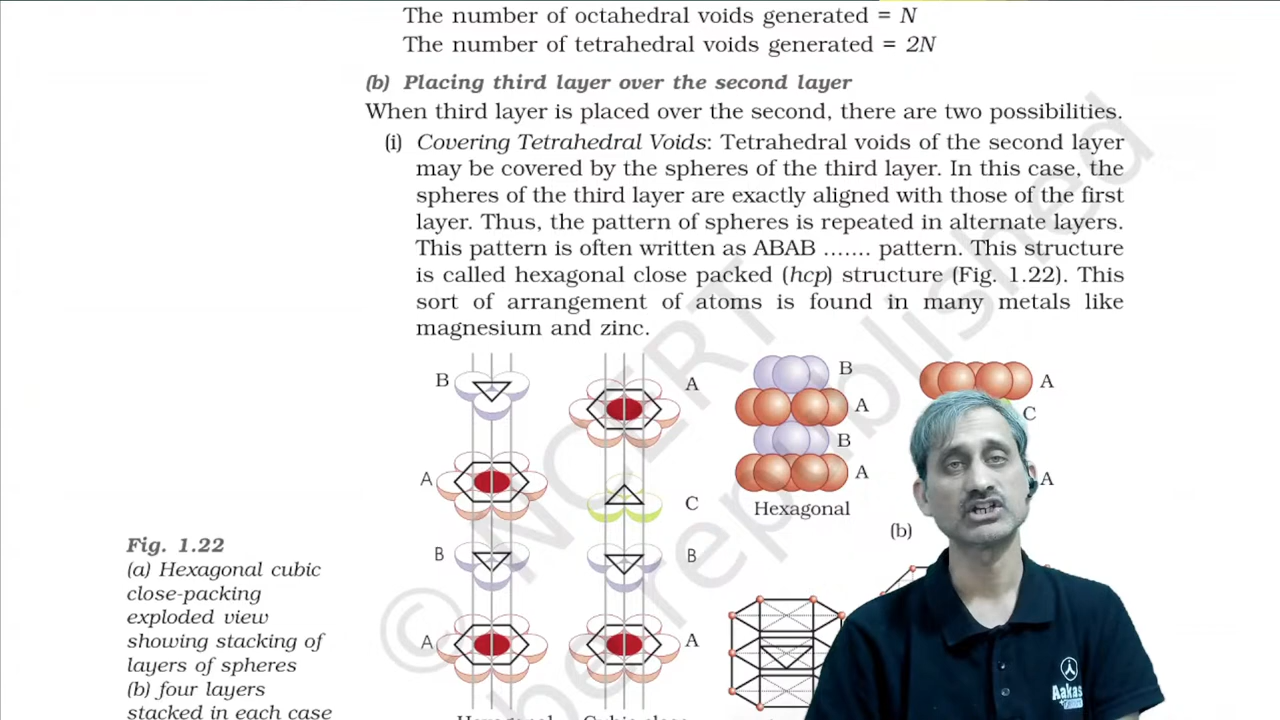 The number of octahedral voids generated = N
The number of tetrahedral voids generated = 2N
(b) Placing third layer over the second layer
When third layer is placed over the second, there are two possibilities.
(i) Covering Tetrahedral Voids: Tetrahedral voids of the second layer
may be covered by the spheres of the third layer. In this case, the
spheres of the third layer are exactly aligned with those of the first
layer. Thus, the pattern of spheres is repeated in alternate layers.
This pattern is often written as ABAB ....... pattern. This structure
is called hexagonal close packed (hcp) structure (Fig. 1.22). This
sort of arrangement of atoms is found in many metals like
magnesium and zinc.
B
A
B
A
A
C
B
A
B
A
B
A
Hexagonal
A
C
A
(b)
Fig. 1.22
(a) Hexagonal cubic
close-packing
exploded view
showing stacking of
layers of spheres
(b) four layers
stacked in each case
© NCERT
be republished
Aakas